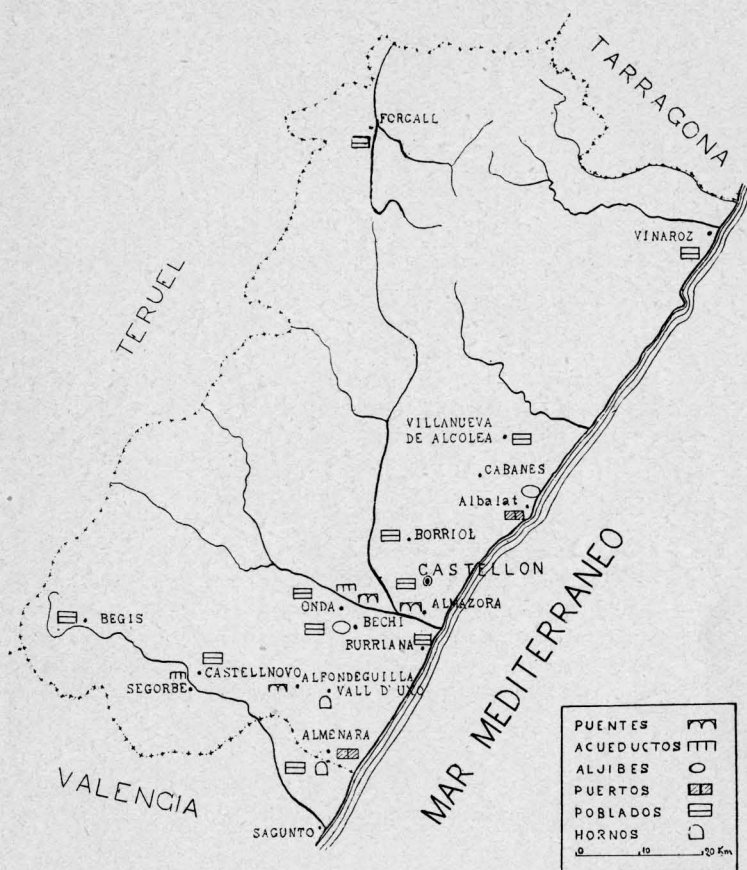 TARRAGONA
FORCALL
VINAROZ
TERUEL
VILLANUEVA
DE ALCOLEA
CABANES
Albalat
BORRIOL
CASTELLON
ONDA
ALMAZORA
BECHI
BURRIANA
BEGIS
CASTELLNOVO
ALFONDEGUILLA
SEGORBE
VALL D'UXO
ALMENARA
MAR MEDITERRANEO
VALENCIA
SAGUNTO
PUENTES
ACUEDUCTOS
ALJIBES
PUERTOS
POBLADOS
HORNOS
0 10 20 Km